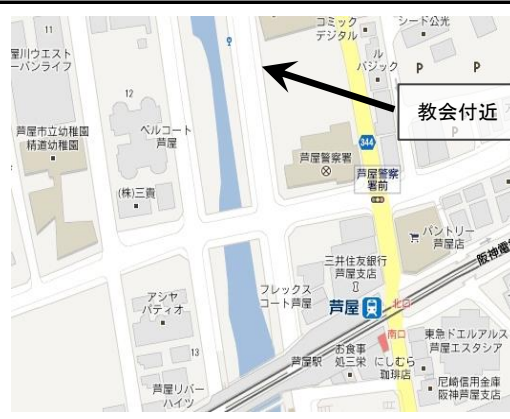 11
屋川ウエスト
ーバンライフ
コミック
デジタル
シード公光
ル
バジック
P
P
12
教会付近
P
芦屋市立幼稚園
精道幼稚園
ベルコート
芦屋
344
芦屋警察署
芦屋警察
署前
(株)三貴
パントリー
芦屋店
阪神電
三井住友銀行
芦屋支店
フレックス
コート芦屋
アシヤ
パティオ
芦屋
北口
南口
東急ドエルアルス
芦屋エスタシア
13
芦屋駅
お食事
処三栄
にしむら
珈琲店
芦屋リバー
ハイツ
尼崎信用金庫
阪神芦屋支店